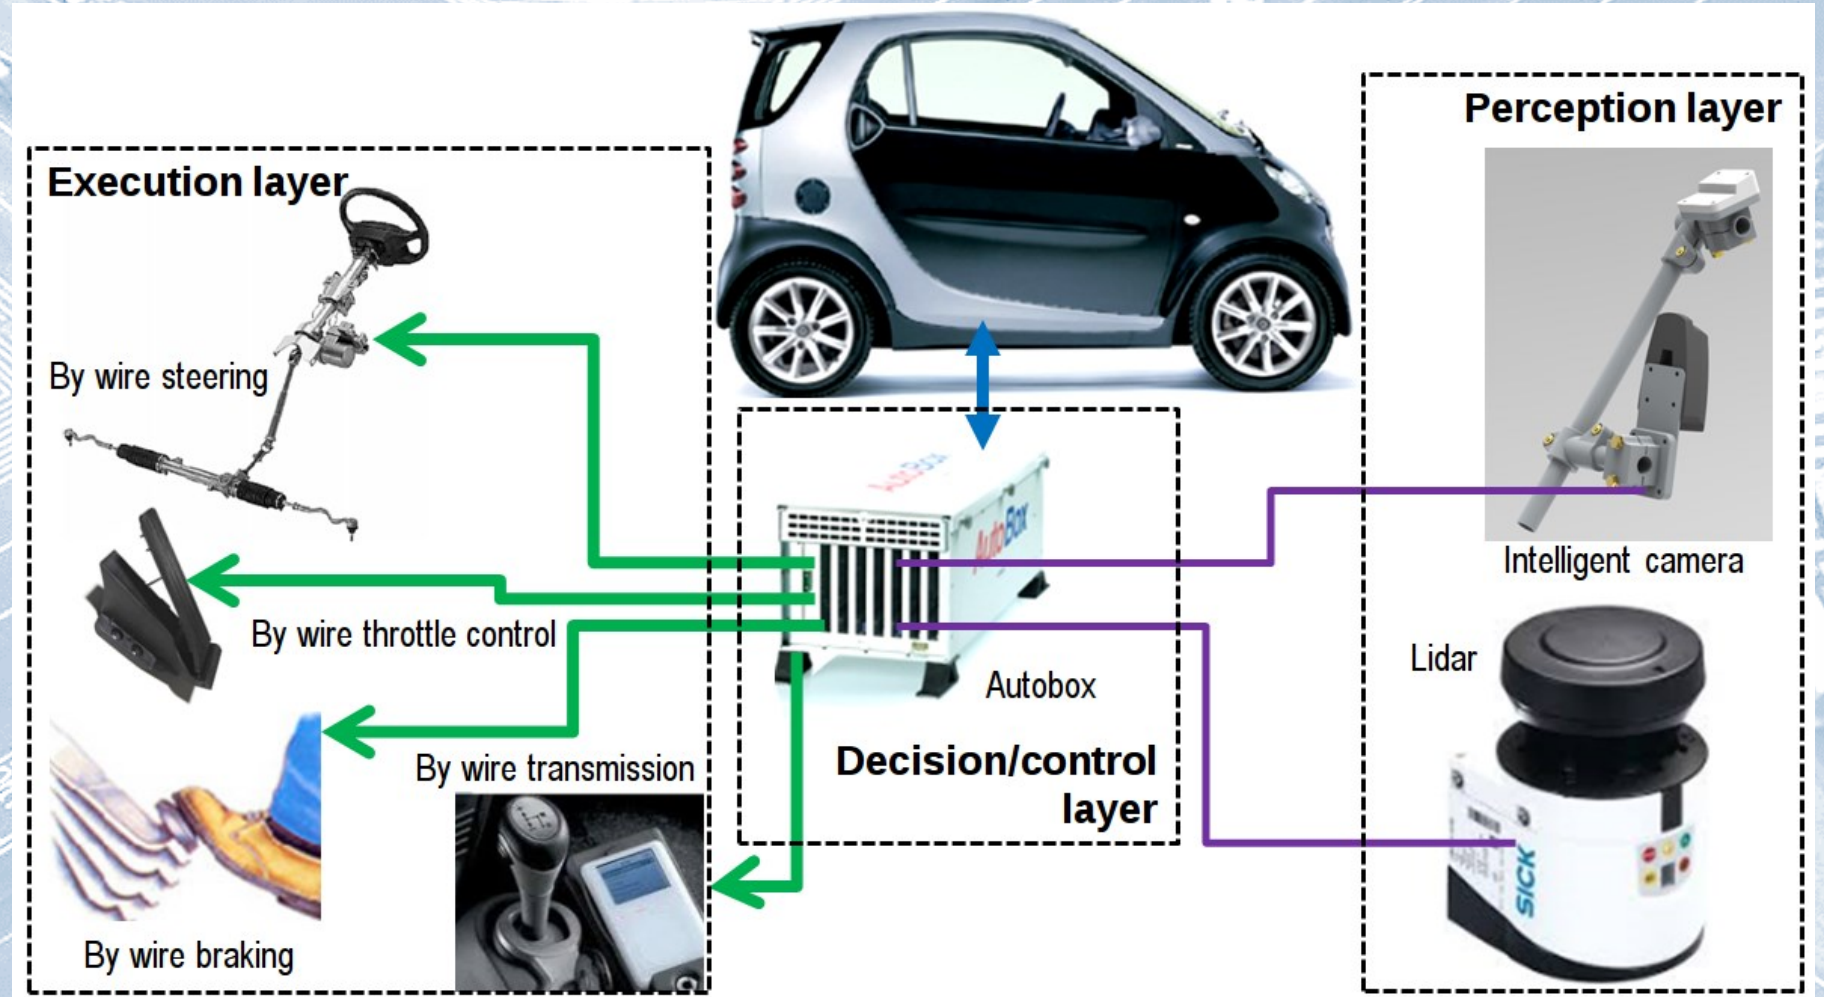 Perception layer
Execution layer
By wire steering
Intelligent camera
By wire throttle control
Lidar
AutoBox
AutoBox
Autobox
Decision/control
layer
By wire transmission
SICK
By wire braking